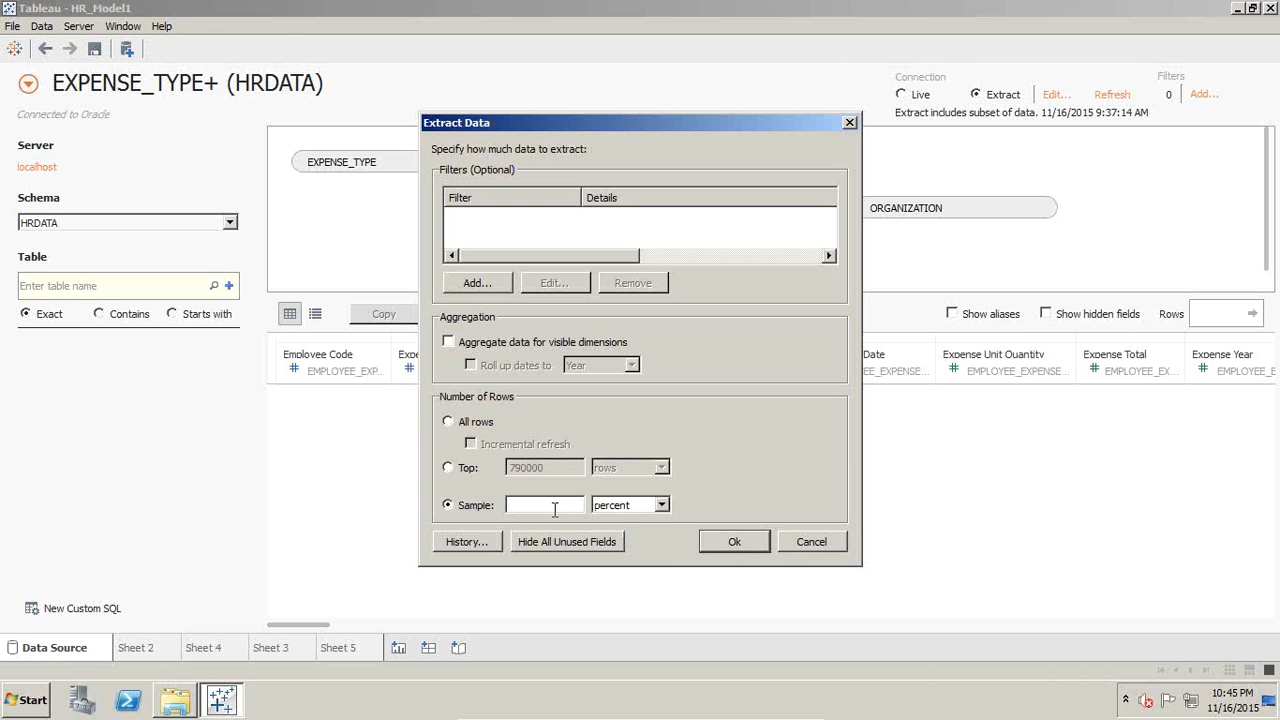 Tableau - HR_Model1
File Data Server Window Help
EXPENSE_TYPE+ (HRDATA)
Connected to Oracle
Connection
Live Extract Edit... Refresh
Filters
0 Add...
Extract includes subset of data. 11/16/2015 9:37:14 AM
Server
localhost
Schema
HRDATA
Table
Enter table name
Exact Contains Starts with
New Custom SQL
EXPENSE_TYPE
ORGANIZATION
Copy
Show aliases Show hidden fields Rows
Employee Code
EMPLOYEE_EXP...
Expe
Date
Expense Unit Quantity
EMPLOYEE_EXPENSE...
Expense Total
EMPLOYEE_EX...
Expense Year
EMPLOYEE_E
Extract Data
Specify how much data to extract:
Filters (Optional)
Filter Details
Add... Edit... Remove
Aggregation
Aggregate data for visible dimensions
Roll up dates to Year
Number of Rows
All rows
Incremental refresh
Top: 790000 rows
Sample: percent
History... Hide All Unused Fields Ok Cancel
Data Source Sheet 2 Sheet 4 Sheet 3 Sheet 5
Start
10:45 PM
11/16/2015